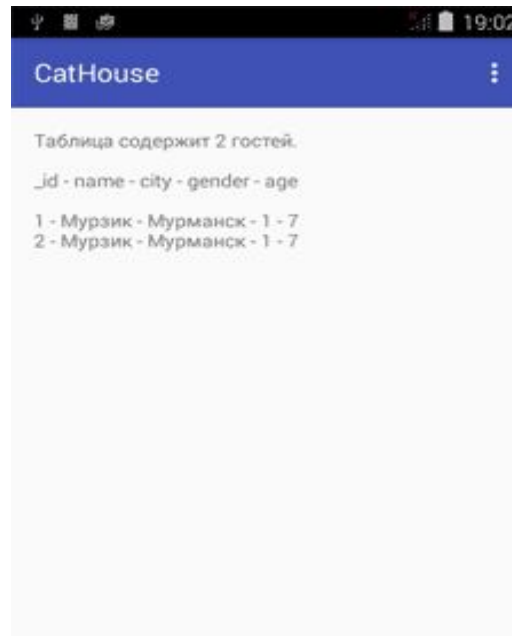 19:02
CatHouse
Таблица содержит 2 гостей.
_id - name - city - gender - age
1 - Мурзик - Мурманск - 1 - 7
2 - Мурзик - Мурманск - 1 - 7